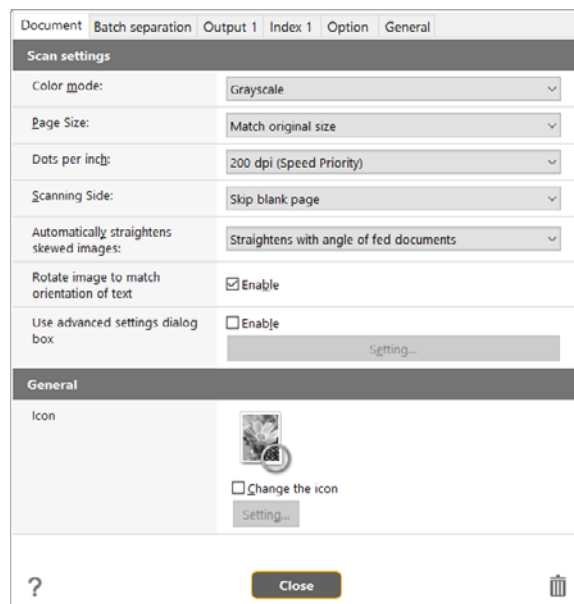 Document Batch separation Output 1 Index 1 Option General
Scan settings
Color mode: Grayscale
Page Size: Match original size
Dots per inch: 200 dpi (Speed Priority)
Scanning Side: Skip blank page
Automatically straightens
skewed images: Straightens with angle of fed documents
Rotate image to match
orientation of text Enable
Use advanced settings dialog
box Enable
Setting...
General
Icon
Change the icon
Setting...
? Close